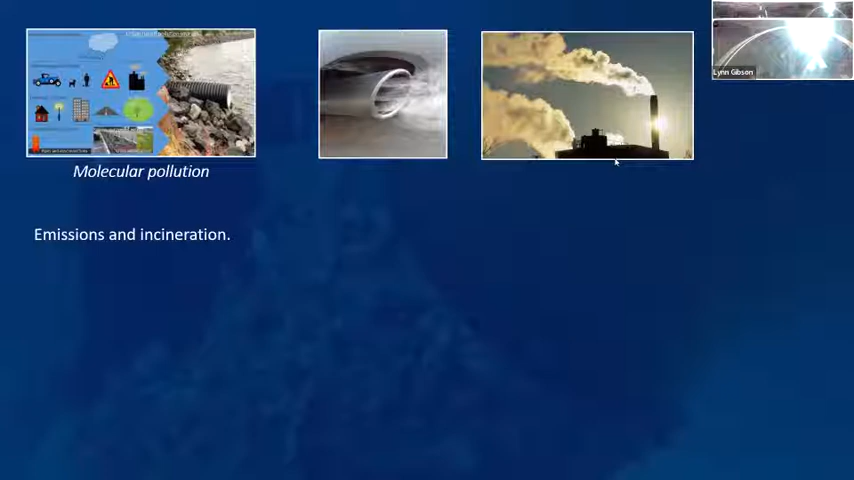 Lynn Gibson
Molecular pollution
Emissions and incineration.